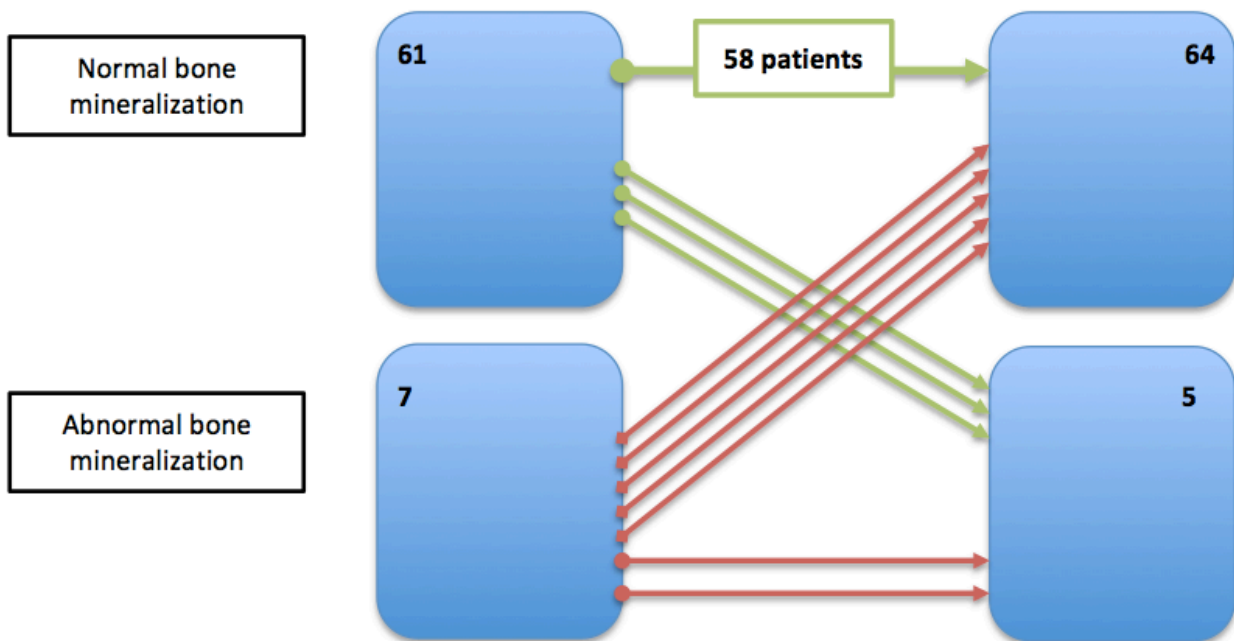 Normal bone
mineralization
61
58 patients
64
Abnormal bone
mineralization
7
5